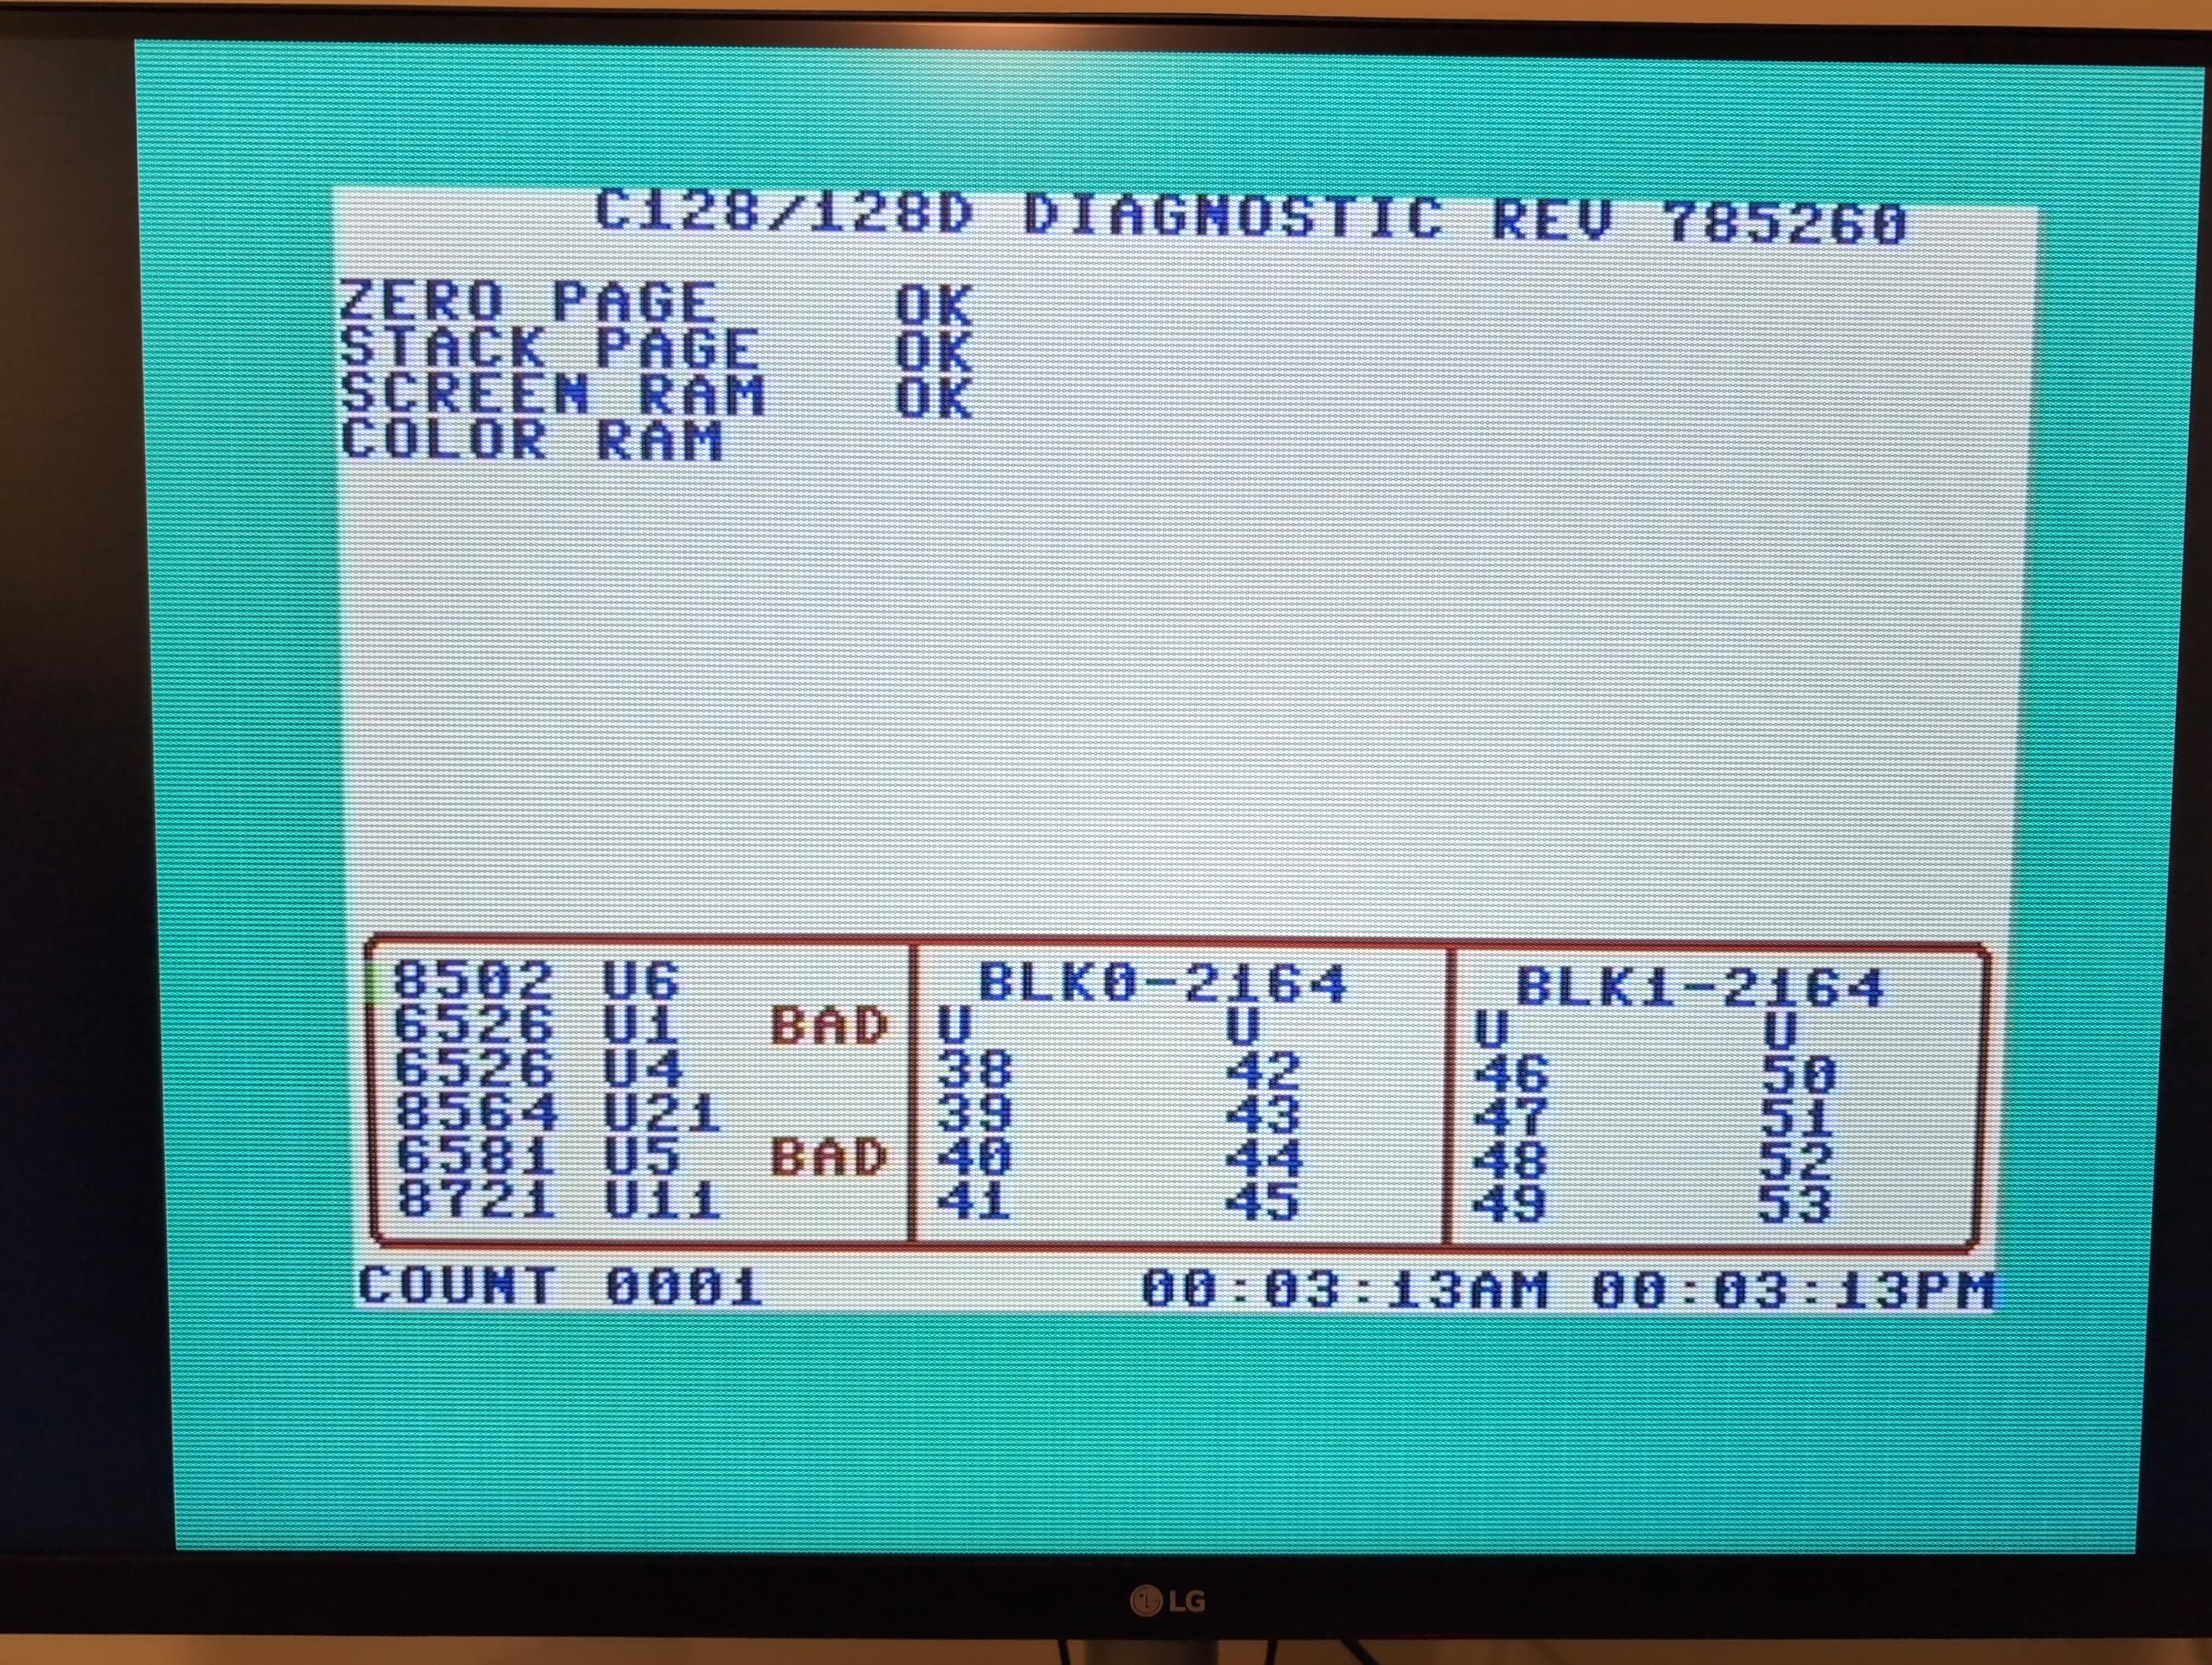 C128/128D DIAGNOSTIC REV 785260
ZERO PAGE OK
STACK PAGE OK
SCREEN RAM OK
COLOR RAM
8502 U6 BLK0-2164 BLK1-2164
6526 U1 BAD U U U U
6526 U4 38 42 46 50
8564 U21 39 43 47 51
6581 U5 BAD 40 44 48 52
8721 U11 41 45 49 53
COUNT 0001 00:03:13AM 00:03:13PM
LG